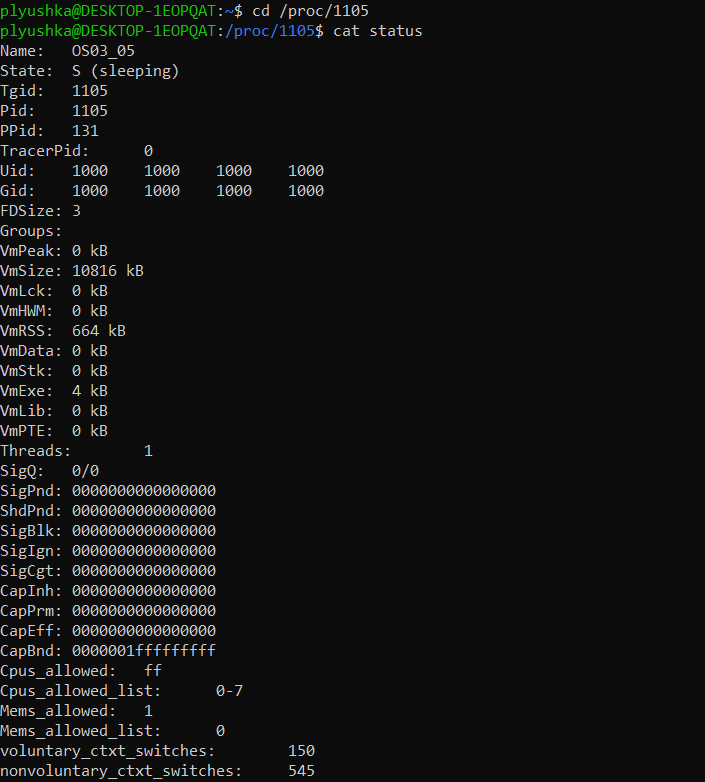 plyushka@DESKTOP-1EOPQAT:~$ cd /proc/1105
plyushka@DESKTOP-1EOPQAT:/proc/1105$ cat status
Name:   OS03_05
State:  S (sleeping)
Tgid:   1105
Pid:    1105
PPid:   131
TracerPid:      0
Uid:    1000    1000    1000    1000
Gid:    1000    1000    1000    1000
FDSize: 3
Groups:
VmPeak: 0 kB
VmSize: 10816 kB
VmLck:  0 kB
VmHWM:  0 kB
VmRSS:  664 kB
VmData: 0 kB
VmStk:  0 kB
VmExe:  4 kB
VmLib:  0 kB
VmPTE:  0 kB
Threads:        1
SigQ:   0/0
SigPnd: 0000000000000000
ShdPnd: 0000000000000000
SigBlk: 0000000000000000
SigIgn: 0000000000000000
SigCgt: 0000000000000000
CapInh: 0000000000000000
CapPrm: 0000000000000000
CapEff: 0000000000000000
CapBnd: 0000001fffffffff
Cpus_allowed:   ff
Cpus_allowed_list:      0-7
Mems_allowed:   1
Mems_allowed_list:      0
voluntary_ctxt_switches:        150
nonvoluntary_ctxt_switches:     545